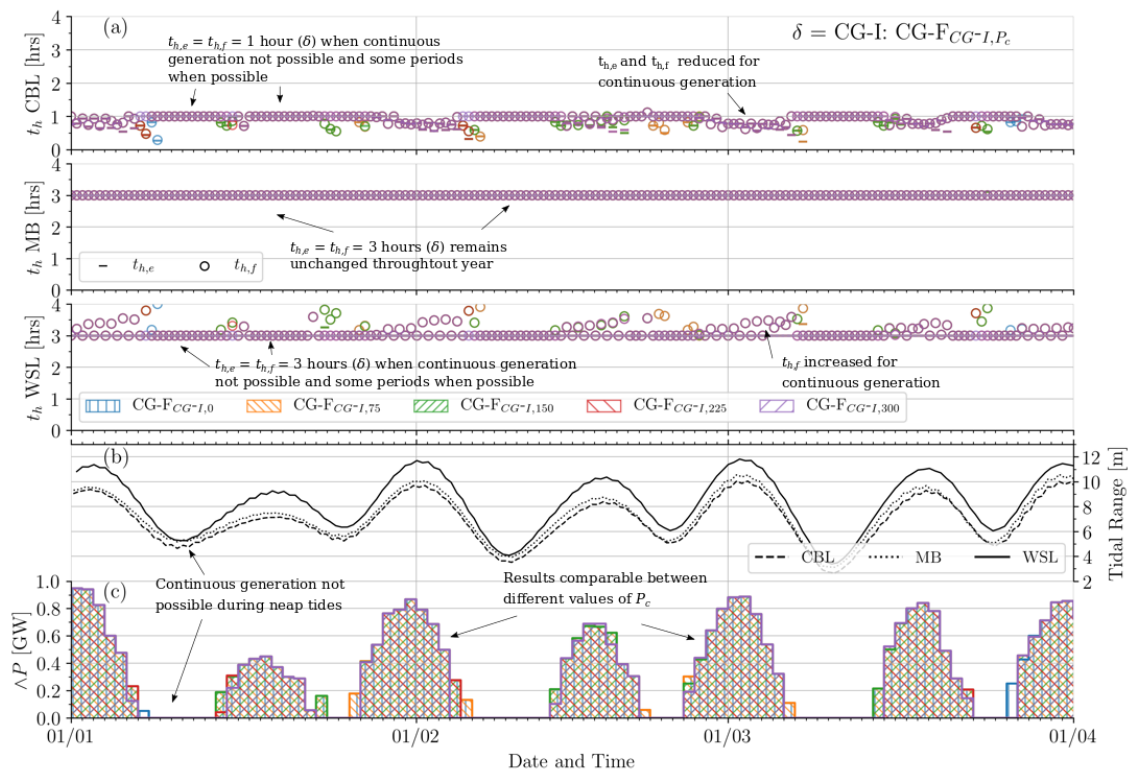 (a)
δ = CG-I: CG-F_{CG-I,P_c}
t_{h,e} = t_{h,f} = 1 hour (δ) when continuous
generation not possible and some periods
when possible
t_{h,e} and t_{h,f} reduced for
continuous generation
t_h CBL [hrs]
4
3
2
1
0
t_h MB [hrs]
4
3
2
1
0
t_{h,e} = t_{h,f} = 3 hours (δ) remains
unchanged throughtout year
t_{h,e} t_{h,f}
t_h WSL [hrs]
4
3
2
1
0
t_{h,e} = t_{h,f} = 3 hours (δ) when continuous generation
not possible and some periods when possible
t_{h,f} increased for
continuous generation
CG-F_{CG-I,0} CG-F_{CG-I,75} CG-F_{CG-I,150} CG-F_{CG-I,225} CG-F_{CG-I,300}
(b)
12
10
8
6
4
2
Tidal Range [m]
CBL MB WSL
Continuous generation not
possible during neap tides
Results comparable between
different values of P_c
(c)
∧P [GW]
1.0
0.8
0.6
0.4
0.2
0.0
01/01 01/02 01/03 01/04
Date and Time